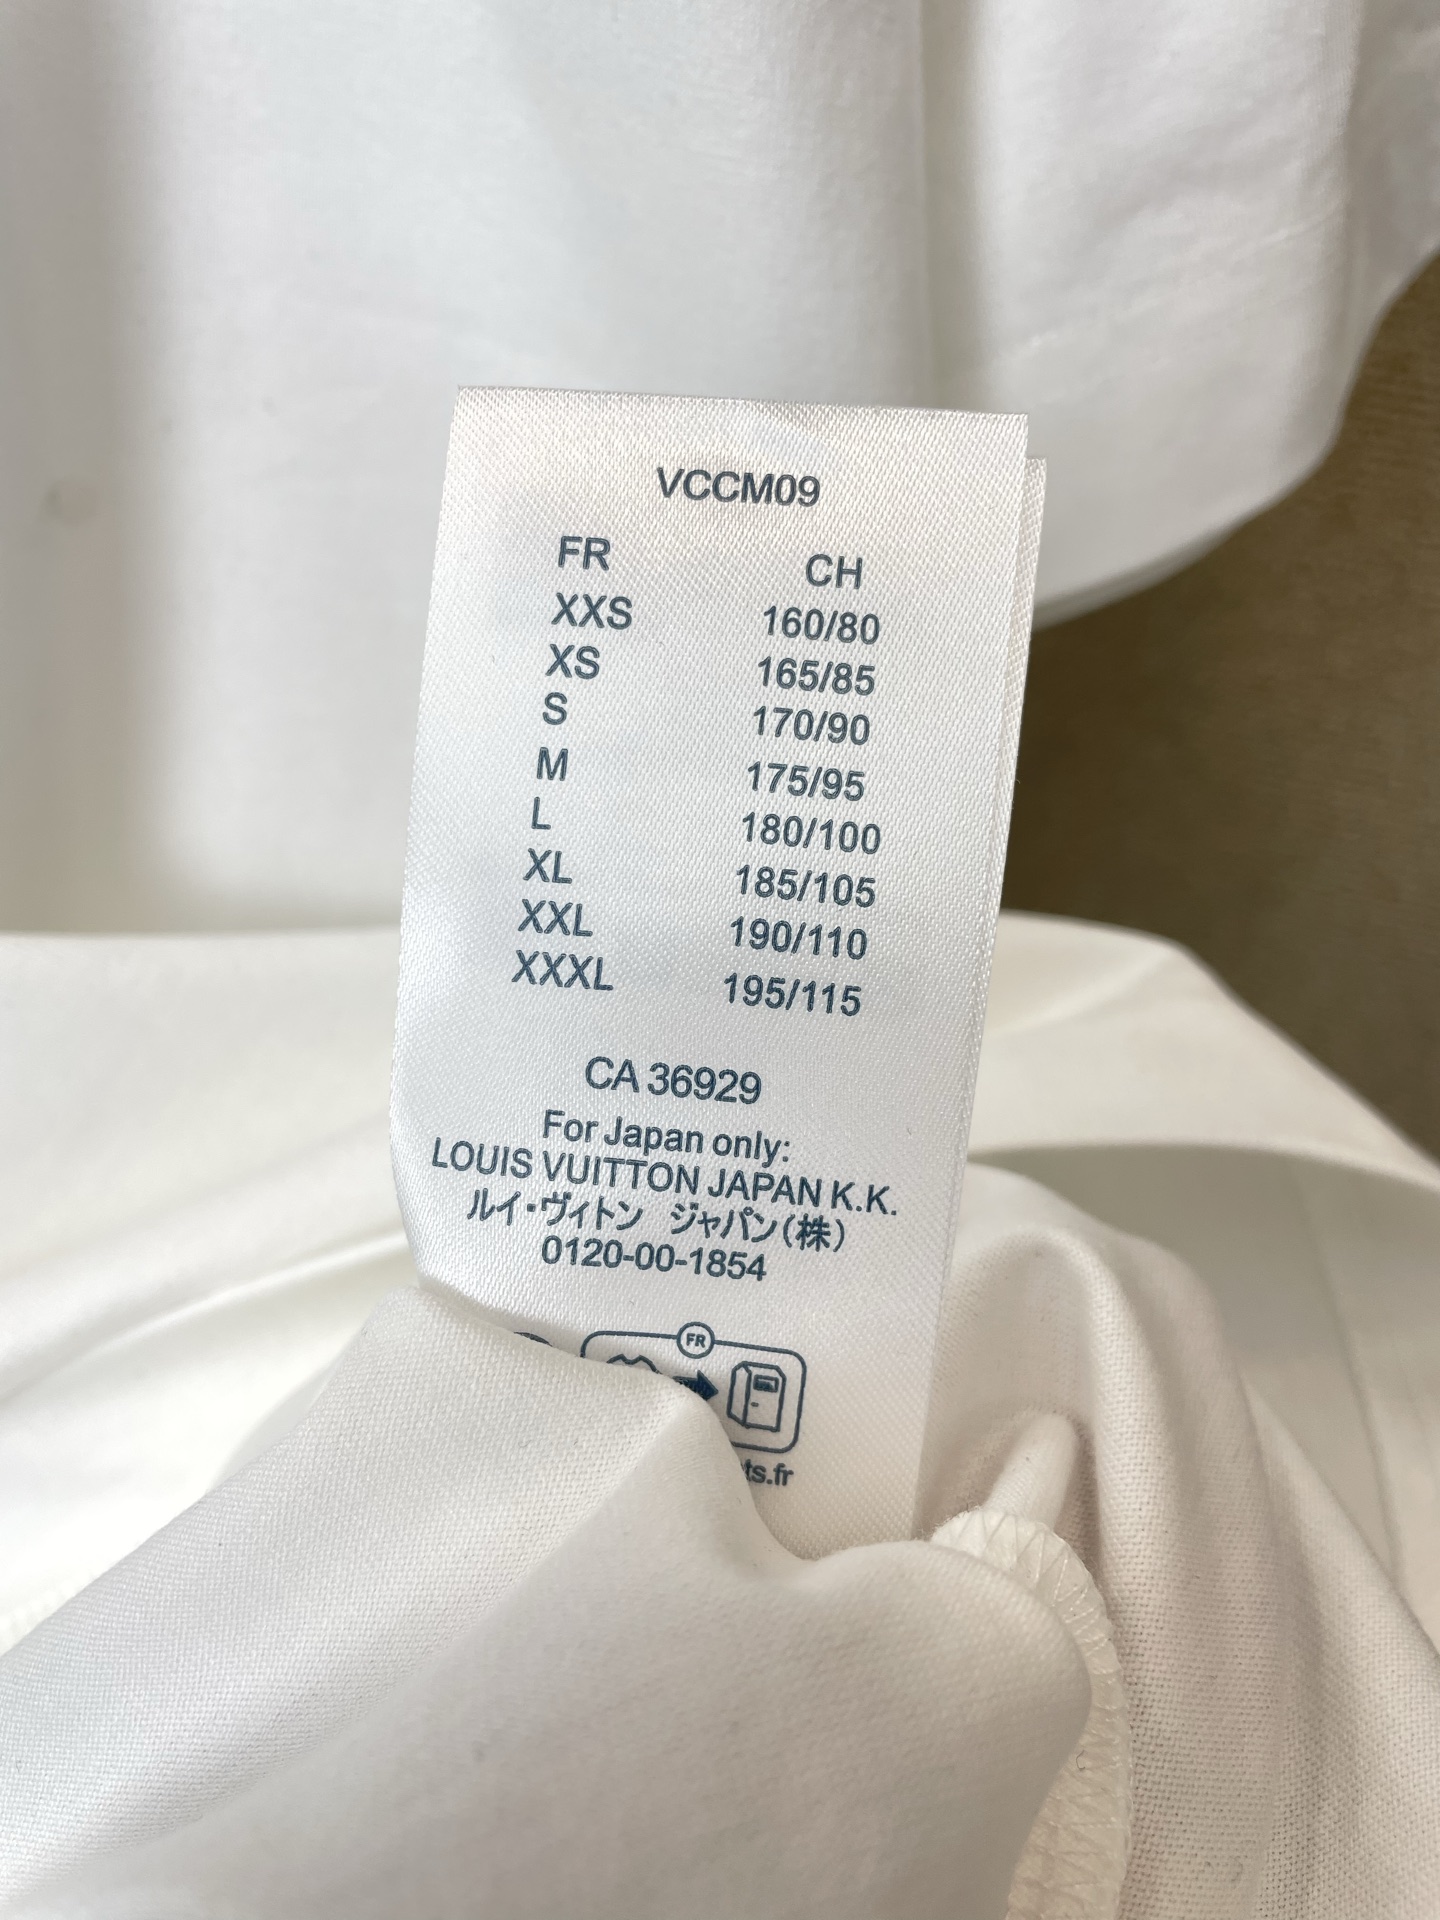 VCCM09
FR CH
XXS 160/80
XS 165/85
S 170/90
M 175/95
L 180/100
XL 185/105
XXL 190/110
XXXL 195/115
CA 36929
For Japan only:
LOUIS VUITTON JAPAN K.K.
ルイ・ヴィトン ジャパン(株)
0120-00-1854
FR
ts.fr